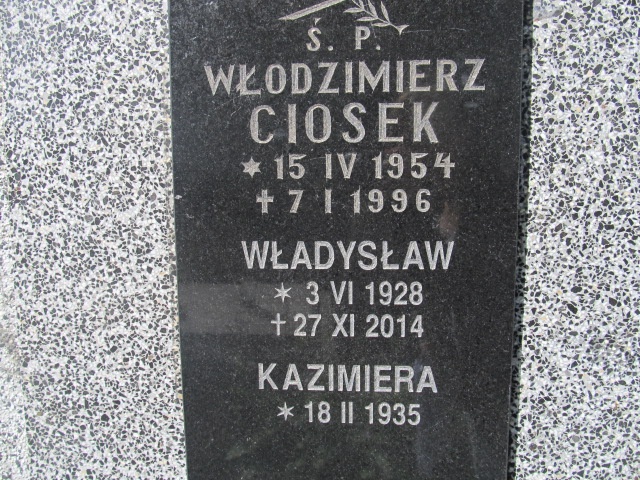 Ś. P.
WŁODZIMIERZ
CIOSEK
* 15 IV 1954
† 7 I 1996
WŁADYSŁAW
* 3 VI 1928
† 27 XI 2014
KAZIMIERA
* 18 II 1935